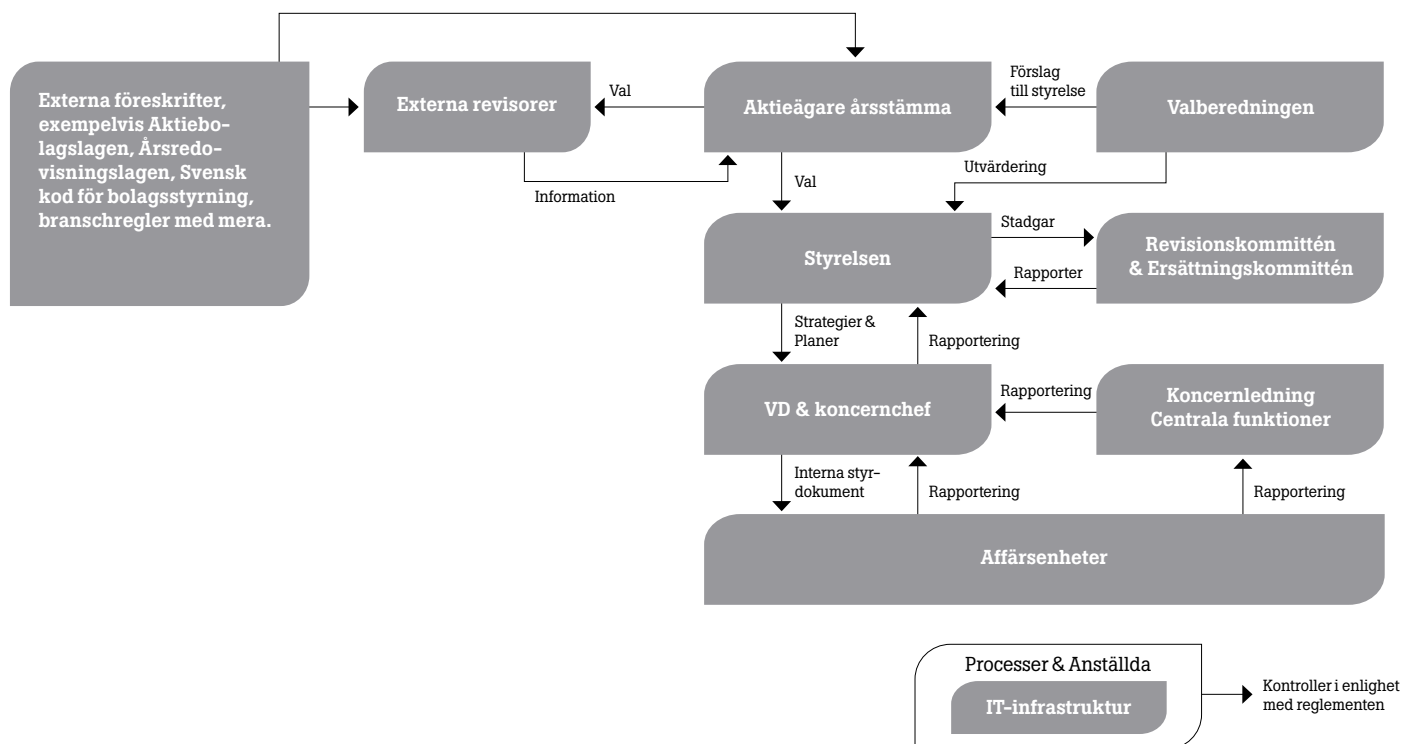 Externa föreskrifter,
exempelvis Aktiebo-
lagslagen, Årsredo-
visningslagen, Svensk
kod för bolagsstyrning,
branschregler med mera.
Externa revisorer
Val
Aktieägare årsstämma
Förslag
till styrelse
Valberedningen
Information
Val
Utvärdering
Styrelsen
Stadgar
Rapporter
Revisionskommittén
& Ersättningskommittén
Strategier &
Planer
Rapportering
VD & koncernchef
Rapportering
Koncernledning
Centrala funktioner
Interna styr-
dokument
Rapportering
Rapportering
Affärsenheter
Processer & Anställda
IT-infrastruktur
Kontroller i enlighet
med reglementen